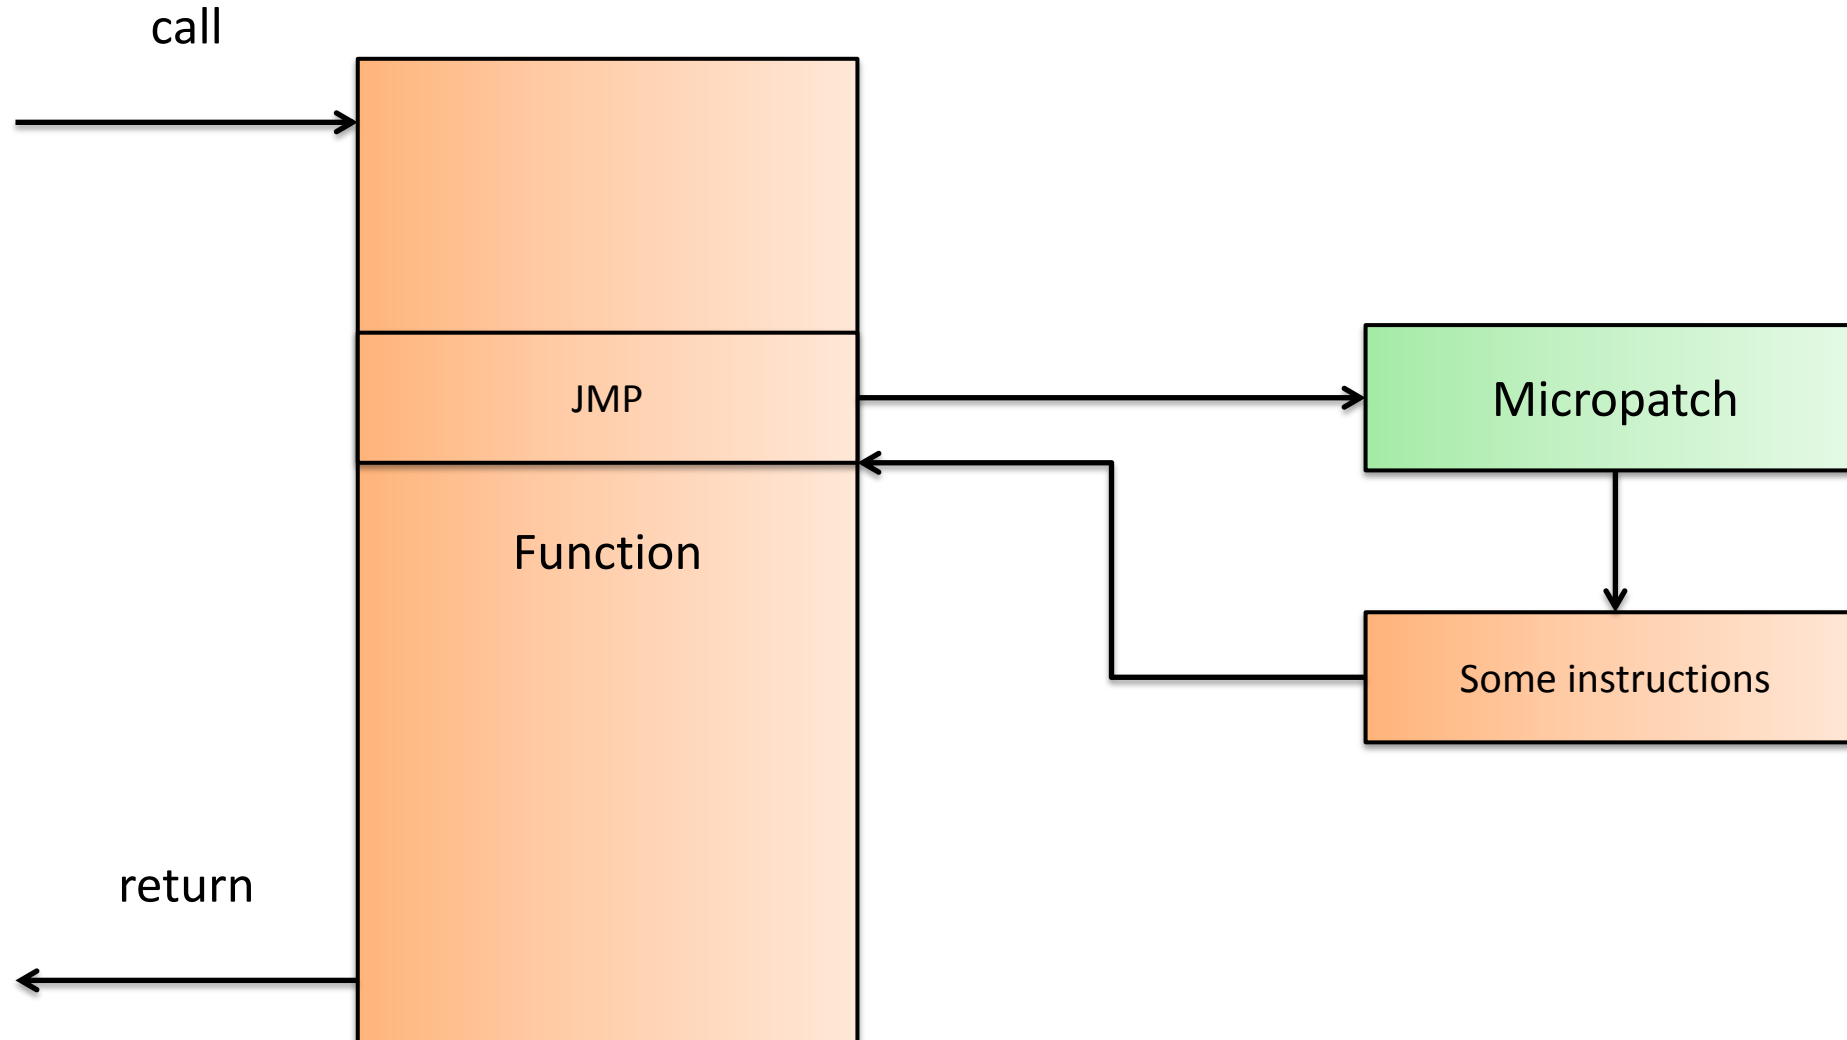 call
JMP
Micropatch
Function
Some instructions
return